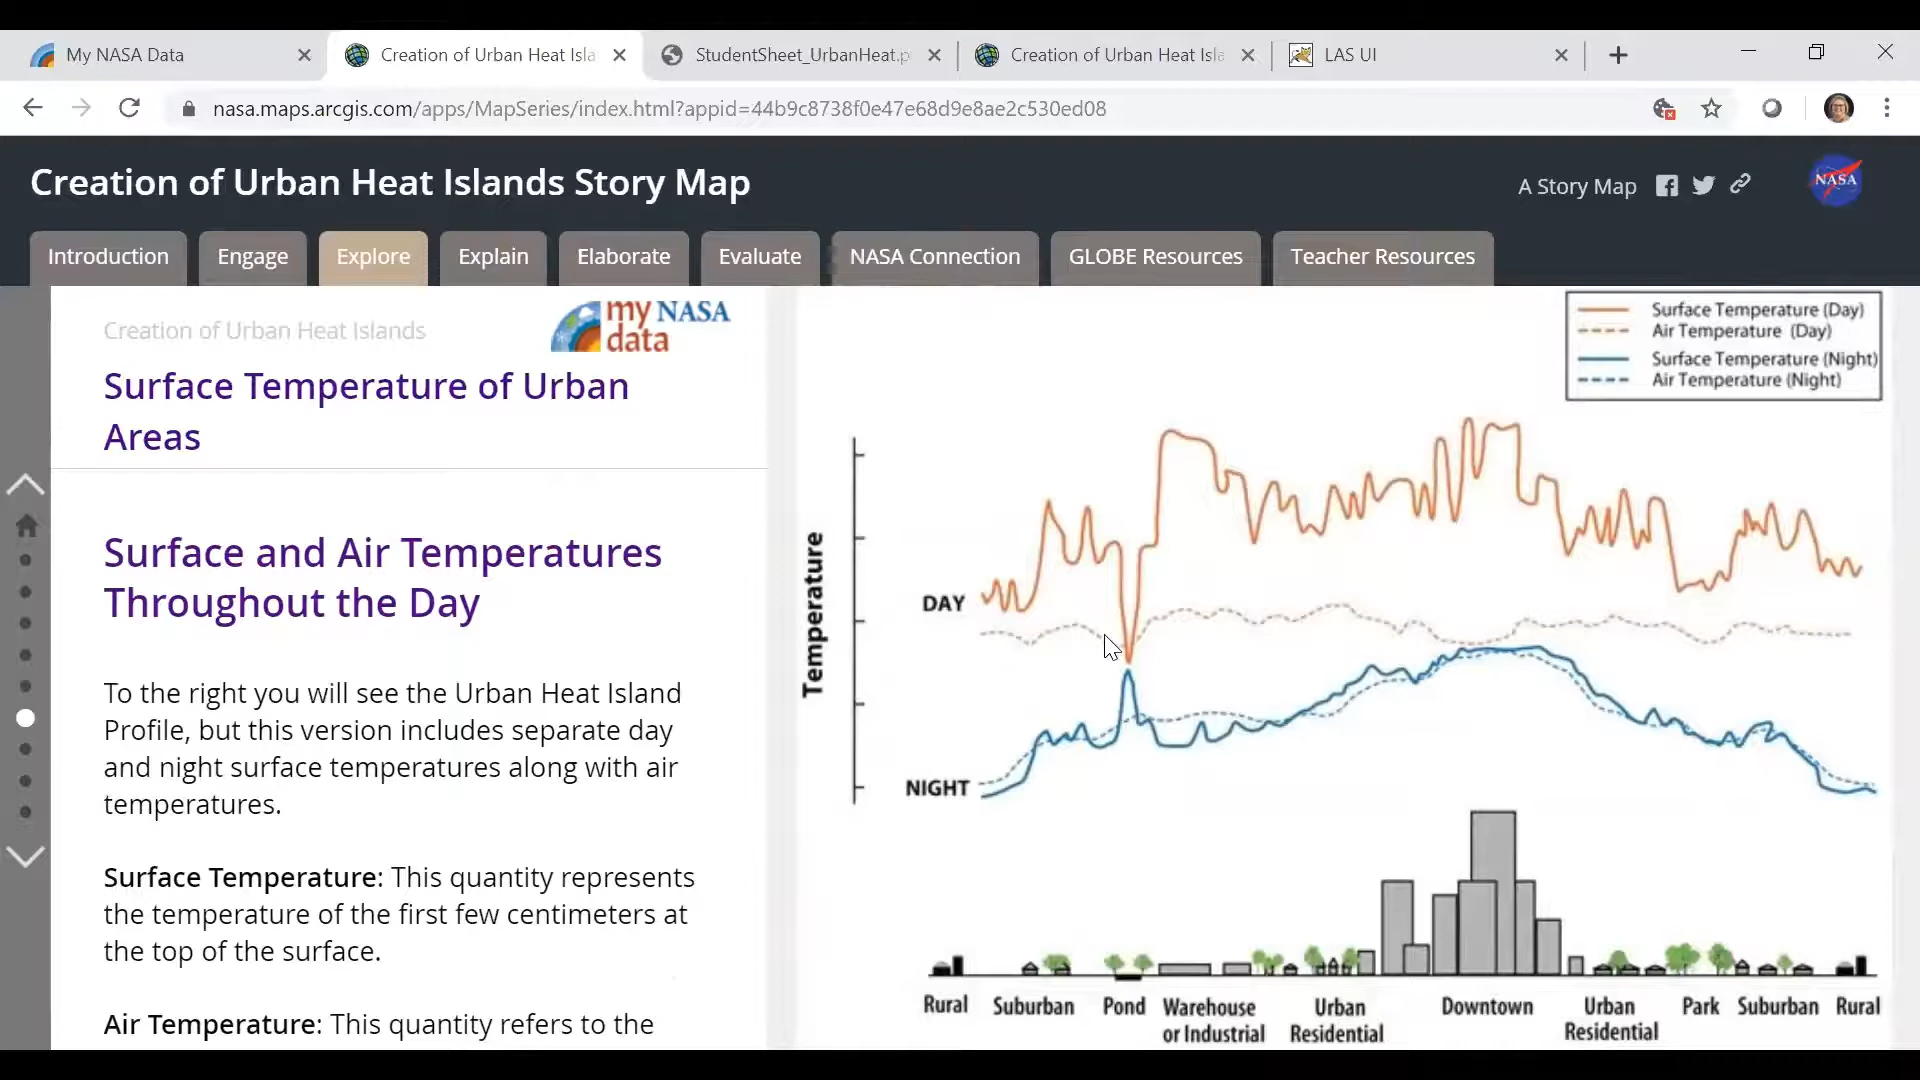 My NASA Data
Creation of Urban Heat Isla
StudentSheet_UrbanHeat.p
Creation of Urban Heat Isla
LAS UI
nasa.maps.arcgis.com/apps/MapSeries/index.html?appid=44b9c8738f0e47e68d9e8ae2c530ed08
Creation of Urban Heat Islands Story Map
A Story Map
NASA
Introduction
Engage
Explore
Explain
Elaborate
Evaluate
NASA Connection
GLOBE Resources
Teacher Resources
Creation of Urban Heat Islands
my NASA
data
Surface Temperature of Urban
Areas
Surface and Air Temperatures
Throughout the Day
To the right you will see the Urban Heat Island
Profile, but this version includes separate day
and night surface temperatures along with air
temperatures.
Surface Temperature: This quantity represents
the temperature of the first few centimeters at
the top of the surface.
Air Temperature: This quantity refers to the
Surface Temperature (Day)
Air Temperature (Day)
Surface Temperature (Night)
Air Temperature (Night)
Temperature
DAY
NIGHT
Rural
Suburban
Pond
Warehouse
or Industrial
Urban
Residential
Downtown
Urban
Residential
Park
Suburban
Rural